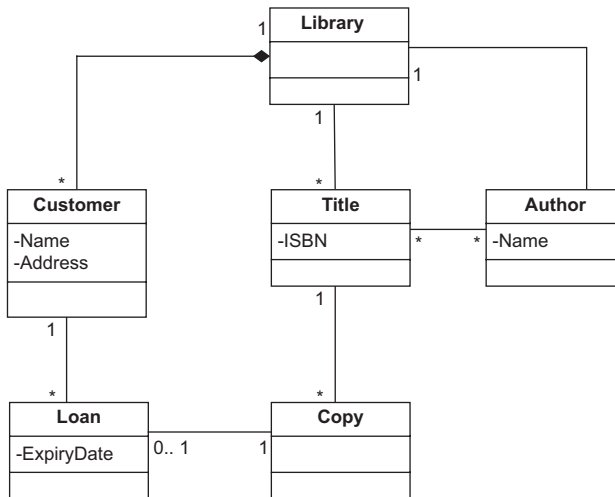 Library
1
1
1
*
*
Customer
-Name
-Address
Title
-ISBN
Author
-Name
*
*
1
1
*
*
Loan
-ExpiryDate
0.. 1
1
Copy